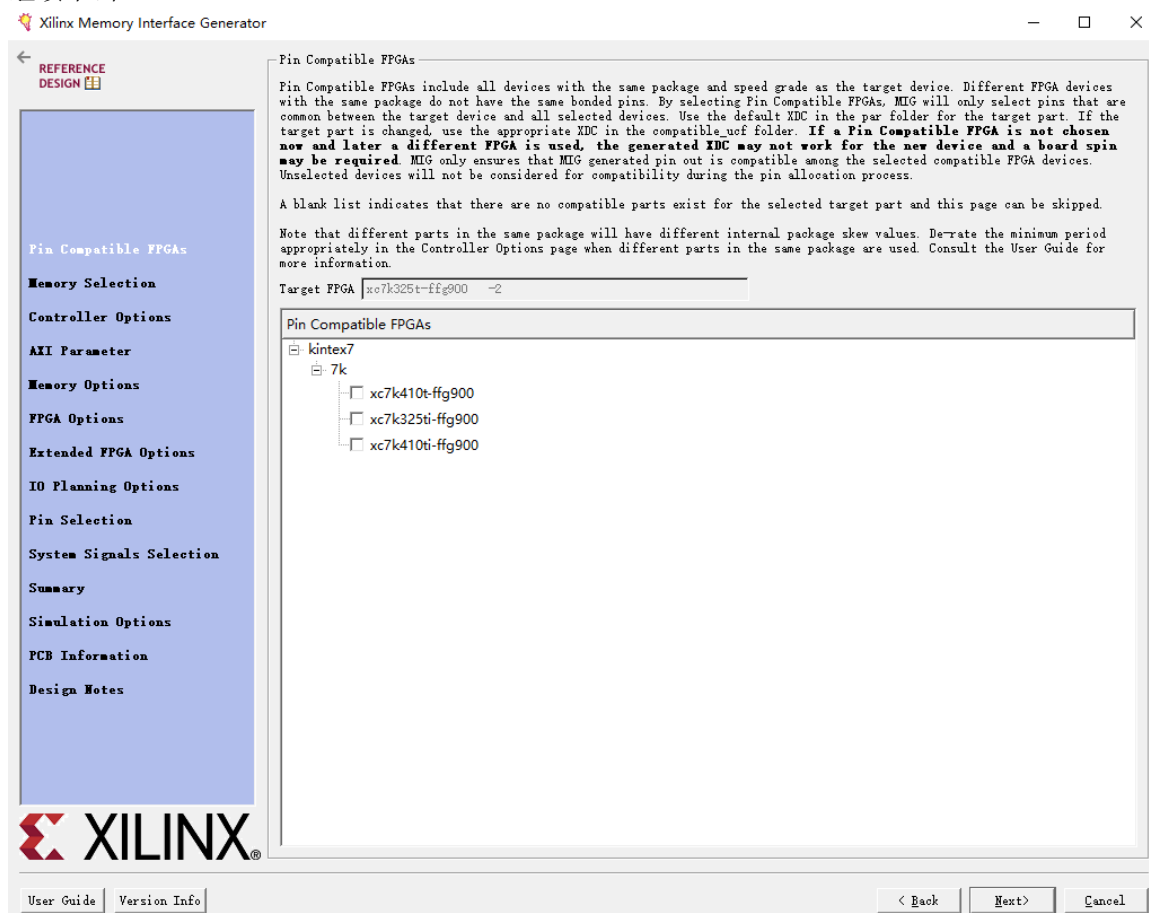 Xilinx Memory Interface Generator
REFERENCE
DESIGN
Pin Compatible FPGAs
Memory Selection
Controller Options
AXI Parameter
Memory Options
FPGA Options
Extended FPGA Options
IO Planning Options
Pin Selection
System Signals Selection
Summary
Simulation Options
PCB Information
Design Notes
XILINX®
Pin Compatible FPGAs
Pin Compatible FPGAs include all devices with the same package and speed grade as the target device. Different FPGA devices
with the same package do not have the same bonded pins. By selecting Pin Compatible FPGAs, MIG will only select pins that are
common between the target device and all selected devices. Use the default XDC in the par folder for the target part. If the
target part is changed, use the appropriate XDC in the compatible_ucf folder. If a Pin Compatible FPGA is not chosen
now and later a different FPGA is used, the generated XDC may not work for the new device and a board spin
may be required. MIG only ensures that MIG generated pin out is compatible among the selected compatible FPGA devices.
Unselected devices will not be considered for compatibility during the pin allocation process.
A blank list indicates that there are no compatible parts exist for the selected target part and this page can be skipped.
Note that different parts in the same package will have different internal package skew values. De-rate the minimum period
appropriately in the Controller Options page when different parts in the same package are used. Consult the User Guide for
more information.
Target FPGA xc7k325t-ffg900 -2
Pin Compatible FPGAs
kintex7
7k
xc7k410t-ffg900
xc7k325ti-ffg900
xc7k410ti-ffg900
User Guide Version Info < Back Next> Cancel